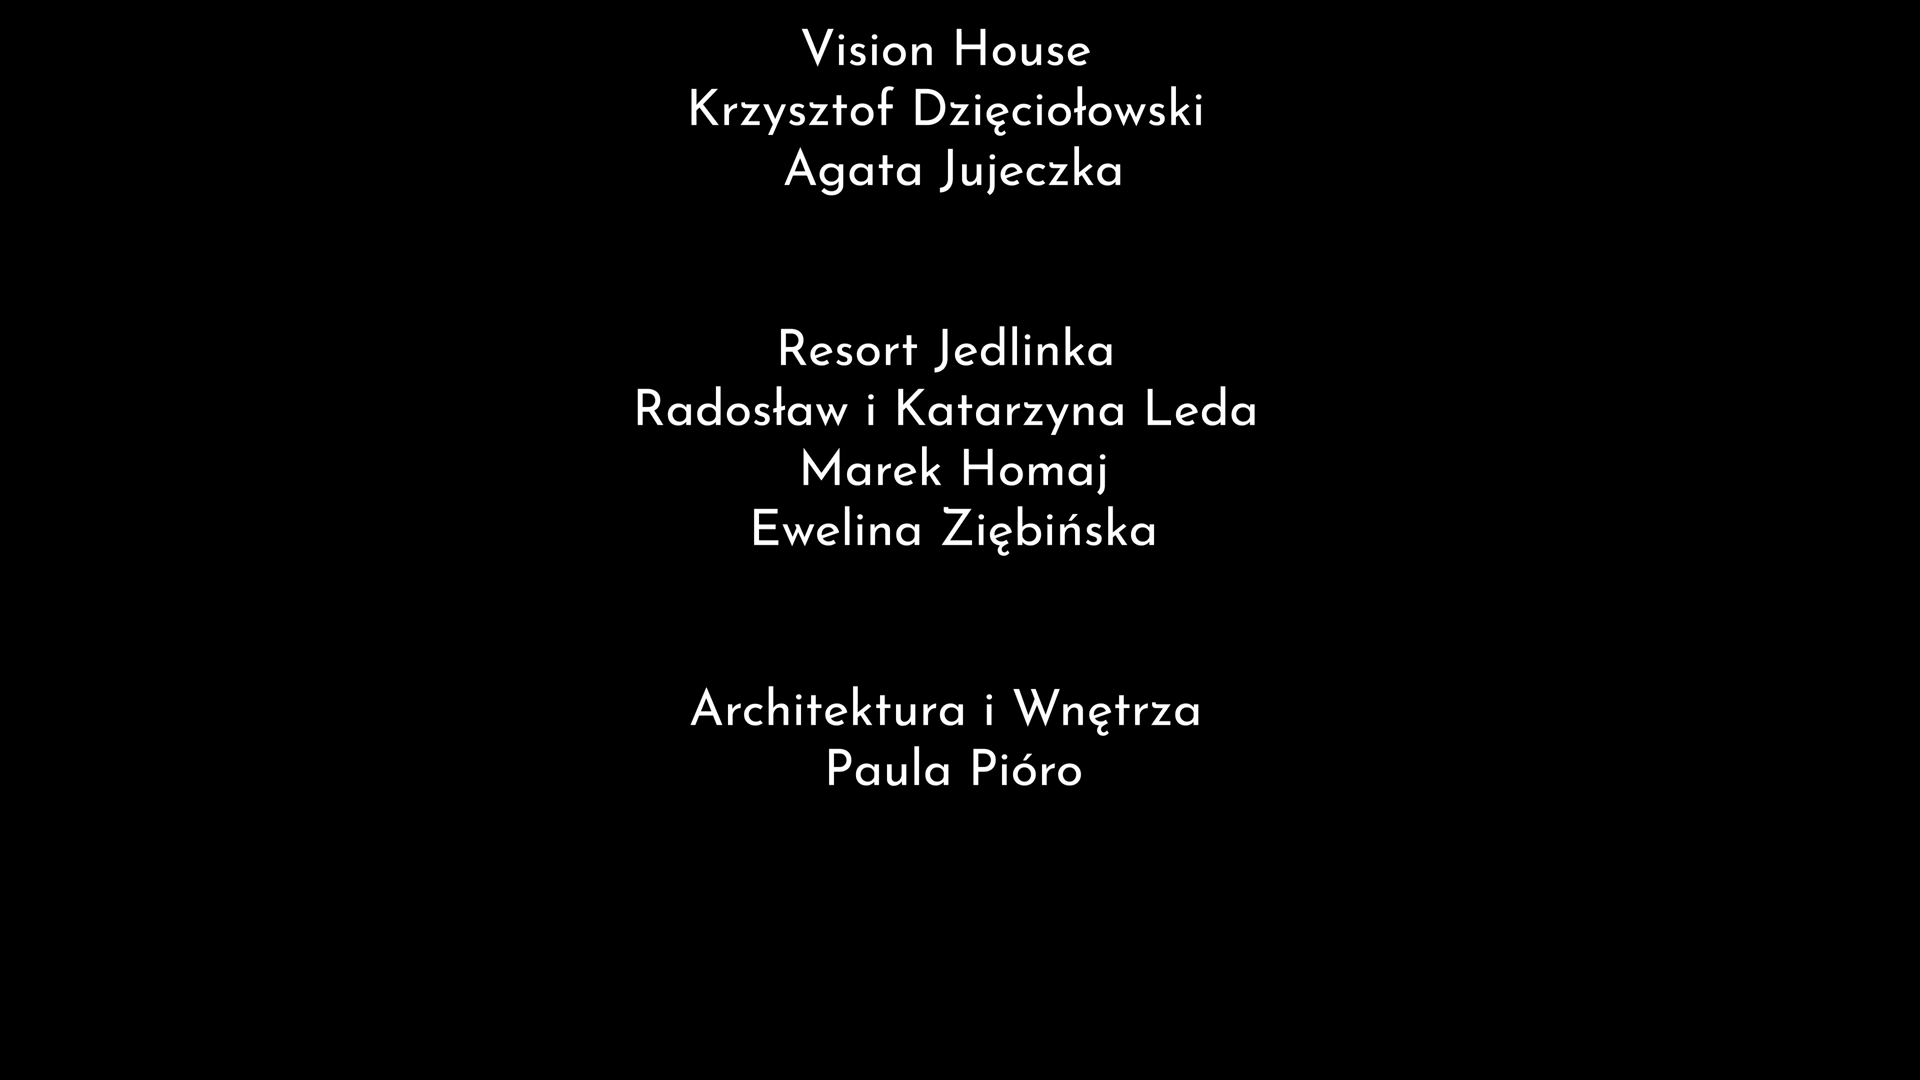 Vision House
Krzysztof Dzięciołowski
Agata Jujeczka
Resort Jedlinka
Radosław i Katarzyna Leda
Marek Homaj
Ewelina Ziębińska
Architektura i Wnętrza
Paula Pióro